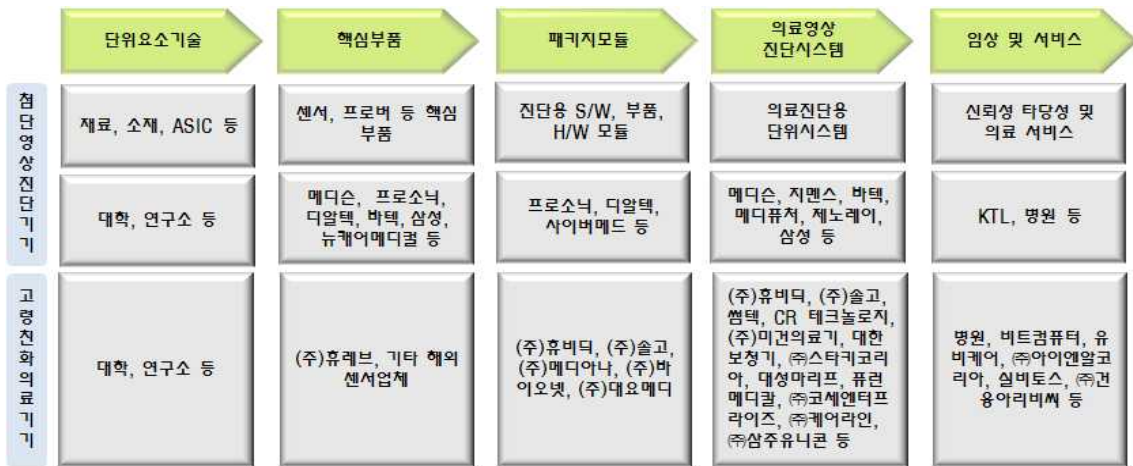 단위요소기술
핵심부품
패키지모듈
의료영상
진단시스템
임상 및 서비스
첨단영상진단기기
재료, 소재, ASIC 등
센서, 프로버 등 핵심
부품
진단용 S/W, 부품,
H/W 모듈
의료진단용
단위시스템
신뢰성 타당성 및
의료 서비스
대학, 연구소 등
메디슨, 프로소닉,
디알텍, 바텍, 삼성,
뉴캐어메디컬 등
프로소닉, 디알텍,
사이버메드 등
메디슨, 지멘스, 바텍,
메디퓨처, 제노레이,
삼성 등
KTL, 병원 등
고령친화의료기기
대학, 연구소 등
(주)휴레브, 기타 해외
센서업체
(주)휴비딕, (주)솔고,
(주)메디아나, (주)바
이오넷, (주)대요메디
(주)휴비딕, (주)솔고,
썸텍, CR 테크놀로지,
(주)미건의료기, 대한
보청기, ㈜스타키코리
아, 대성마리프, 퓨런
메디칼, ㈜코세엔터프
라이즈, ㈜케어라인,
㈜삼주유니콘 등
병원, 비트컴퓨터, 유
비케어, ㈜아이엔알코
리아, 실비토스, ㈜건
용아리비씨 등